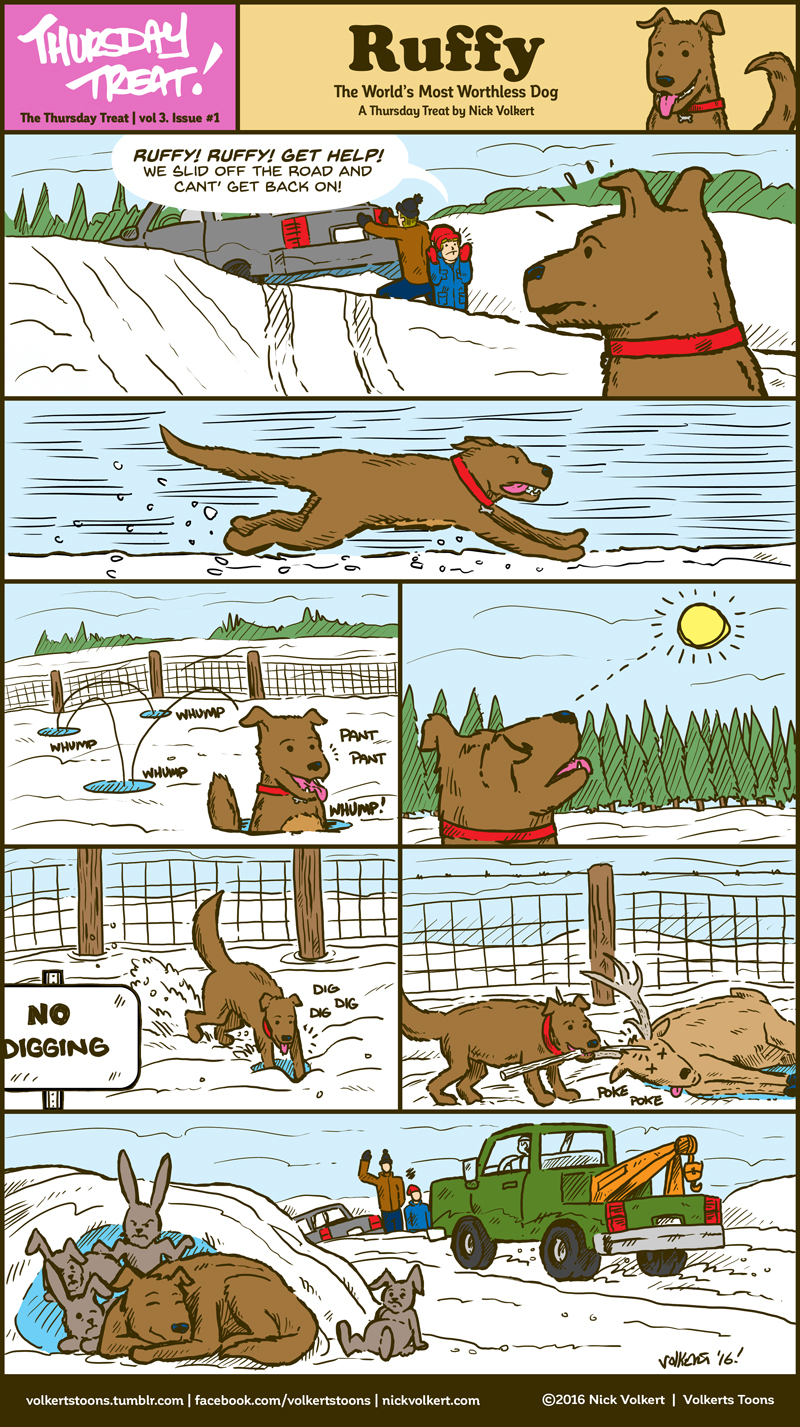 THURSDAY
TREAT!
The Thursday Treat | vol 3. Issue #1
Ruffy
The World's Most Worthless Dog
A Thursday Treat by Nick Volkert
RUFFY! RUFFY! GET HELP!
WE SLID OFF THE ROAD AND
CANT' GET BACK ON!
WHUMP
WHUMP
WHUMP
PANT
PANT
WHUMP!
NO
DIGGING
DIG
DIG
DIG
POKE
POKE
VOLKERT '16!
volkertstoons.tumblr.com | facebook.com/volkertstoons | nickvolkert.com
©2016 Nick Volkert | Volkerts Toons